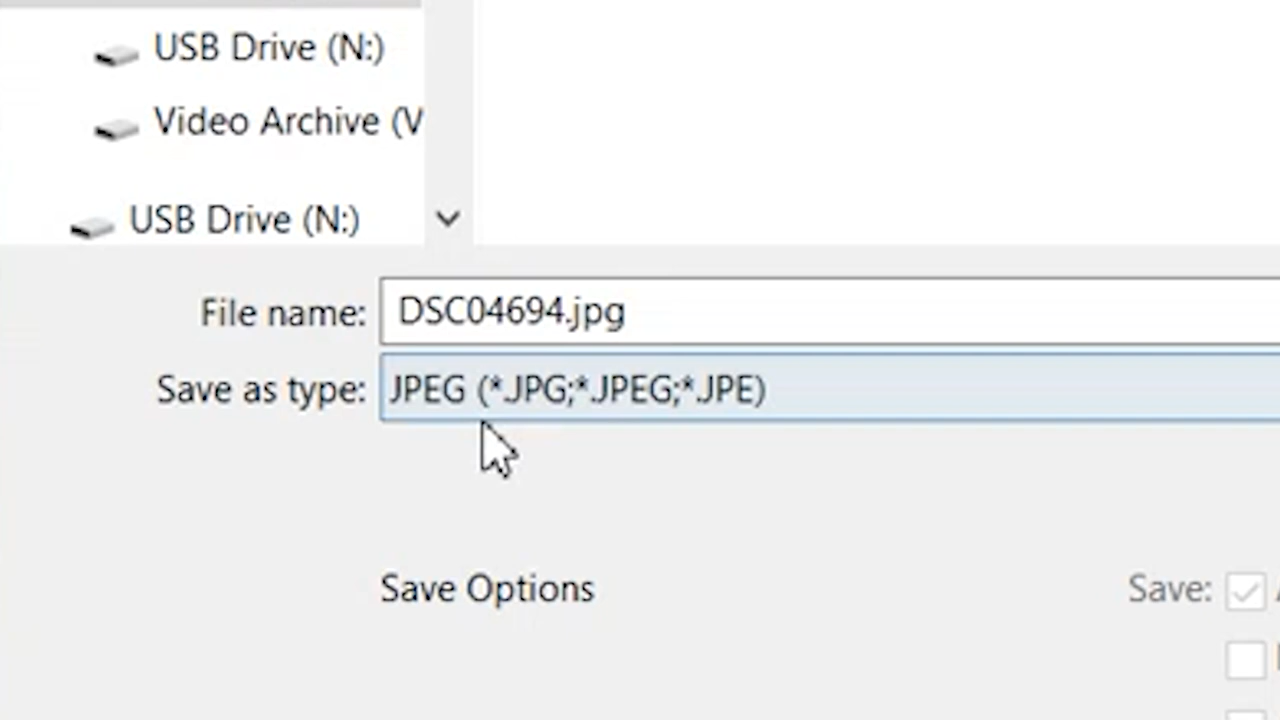 USB Drive (N:)
Video Archive (V
USB Drive (N:)
File name: DSC04694.jpg
Save as type: JPEG (*.JPG;*.JPEG;*.JPE)
Save Options
Save: